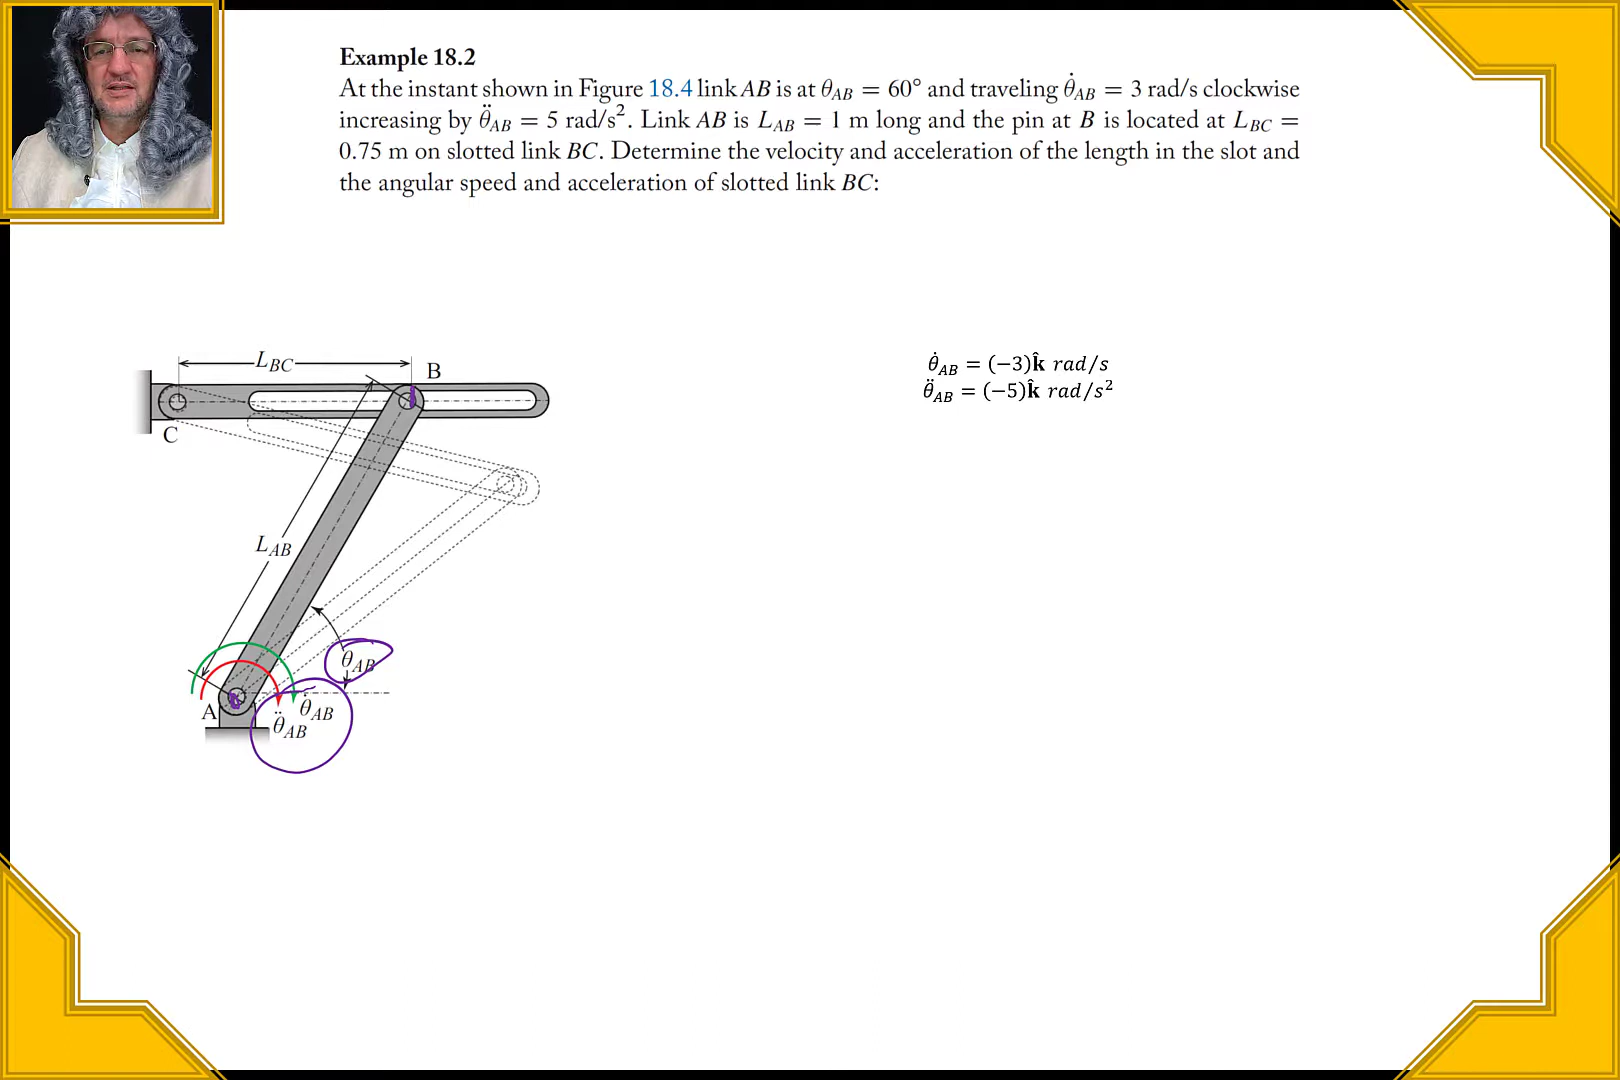 Example 18.2
At the instant shown in Figure 18.4 link AB is at θ_AB = 60° and traveling θ̇_AB = 3 rad/s clockwise
increasing by θ̈_AB = 5 rad/s². Link AB is L_AB = 1 m long and the pin at B is located at L_BC =
0.75 m on slotted link BC. Determine the velocity and acceleration of the length in the slot and
the angular speed and acceleration of slotted link BC:
L_BC
B
C
L_AB
θ_AB
A
θ̇_AB
θ̈_AB
θ̇_AB = (−3)k̂ rad/s
θ̈_AB = (−5)k̂ rad/s²